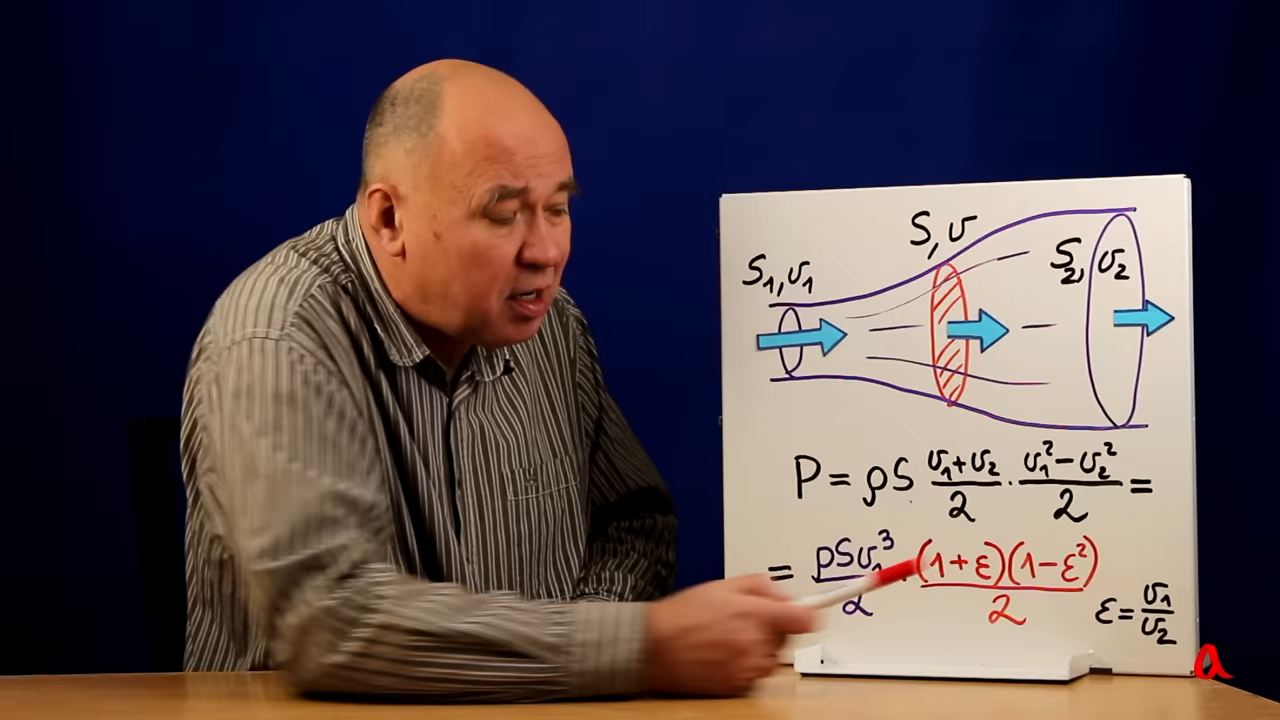 S, υ
S₁, υ₁
S₂, υ₂
P = ρS (υ₁+υ₂)/2 · (υ₁²−υ₂²)/2 =
= ρSυ₁³/2 · (1+ε)(1−ε²)/2
ε = υ₁/υ₂
a